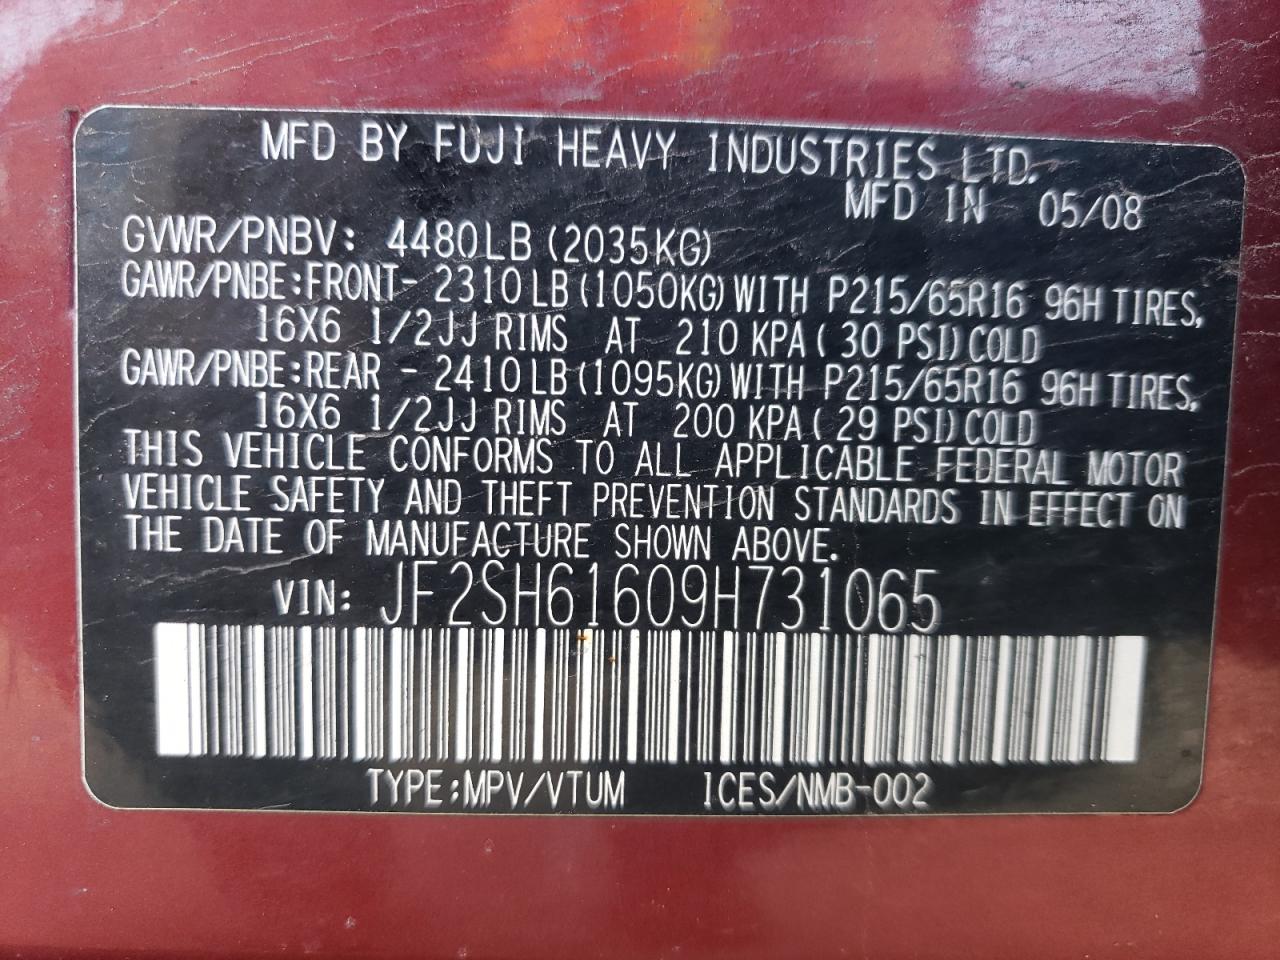 MFD BY FUJI HEAVY INDUSTRIES LTD.
MFD IN 05/08
GVWR/PNBV: 4480LB (2035KG)
GAWR/PNBE:FRONT- 2310LB (1050KG) WITH P215/65R16 96H TIRES,
16X6 1/2JJ RIMS AT 210 KPA ( 30 PSI) COLD
GAWR/PNBE:REAR - 2410LB (1095KG) WITH P215/65R16 96H TIRES,
16X6 1/2JJ RIMS AT 200 KPA ( 29 PSI) COLD
THIS VEHICLE CONFORMS TO ALL APPLICABLE FEDERAL MOTOR
VEHICLE SAFETY AND THEFT PREVENTION STANDARDS IN EFFECT ON
THE DATE OF MANUFACTURE SHOWN ABOVE.
VIN: JF2SH61609H731065
TYPE:MPV/VTUM ICES/NMB-002